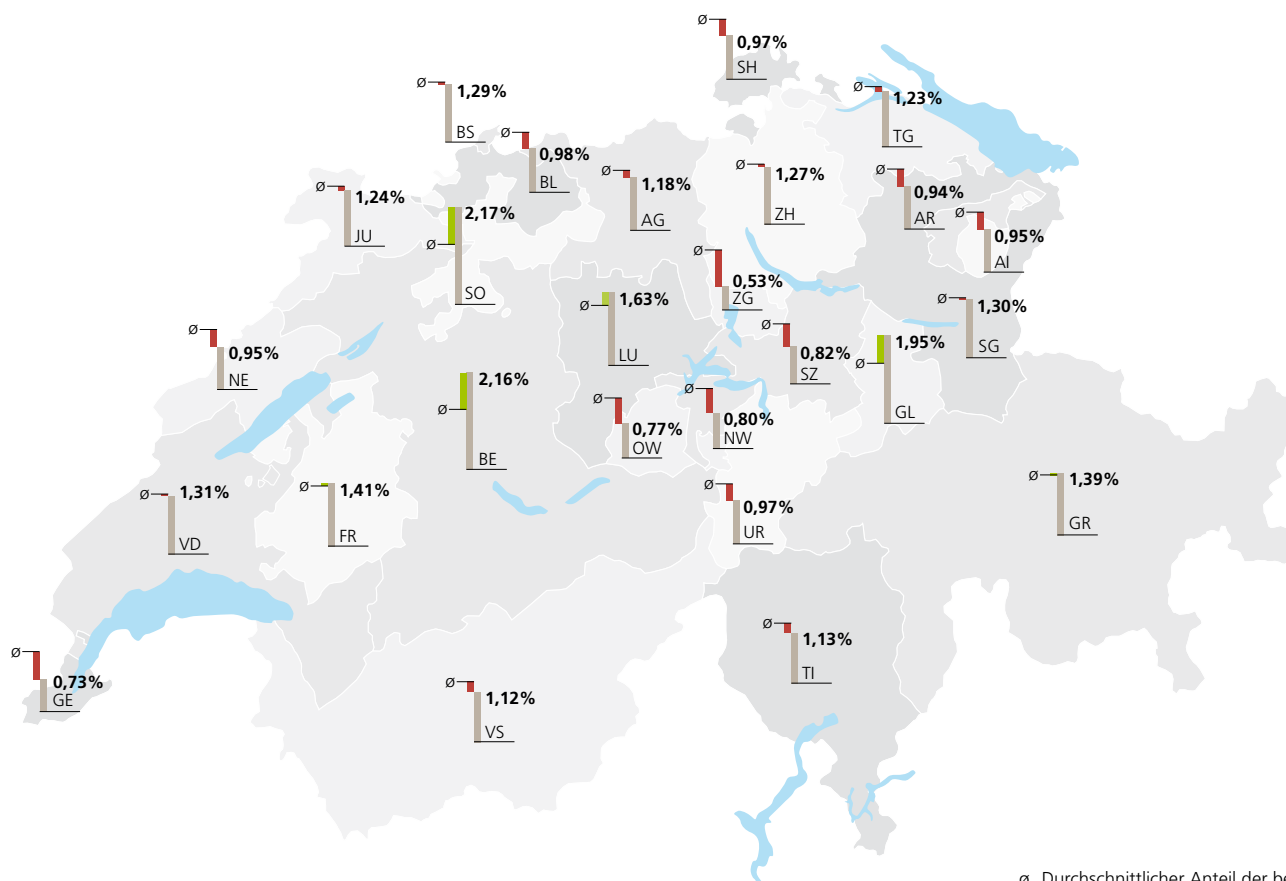 ø 0,97%
SH
ø 1,29%
BS
ø 1,23%
TG
ø 0,98%
BL
ø 1,18%
AG
ø 1,27%
ZH
ø 0,94%
AR
ø 1,24%
JU
2,17%
ø
SO
ø 0,95%
AI
ø 0,53%
ZG
1,63%
ø
LU
ø 1,30%
SG
ø 0,95%
NE
ø 0,82%
SZ
1,95%
ø
GL
2,16%
ø
BE
ø 0,77%
OW
ø 0,80%
NW
ø 1,31%
VD
ø 1,41%
FR
ø 0,97%
UR
ø 1,39%
GR
ø 1,13%
TI
ø 0,73%
GE
ø 1,12%
VS
ø Durchschnittlicher Anteil der